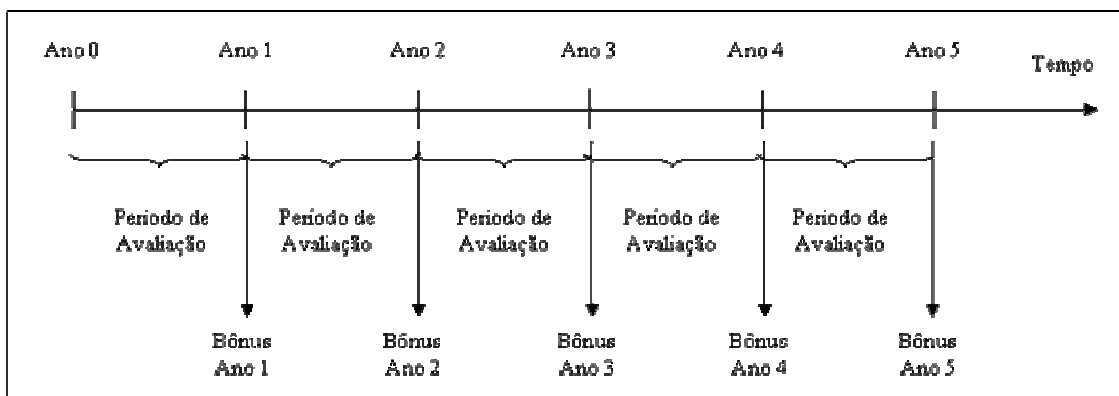 Ano 0
Ano 1
Ano 2
Ano 3
Ano 4
Ano 5
Tempo
Período de
Avaliação
Período de
Avaliação
Período de
Avaliação
Período de
Avaliação
Período de
Avaliação
Bônus
Ano 1
Bônus
Ano 2
Bônus
Ano 3
Bônus
Ano 4
Bônus
Ano 5